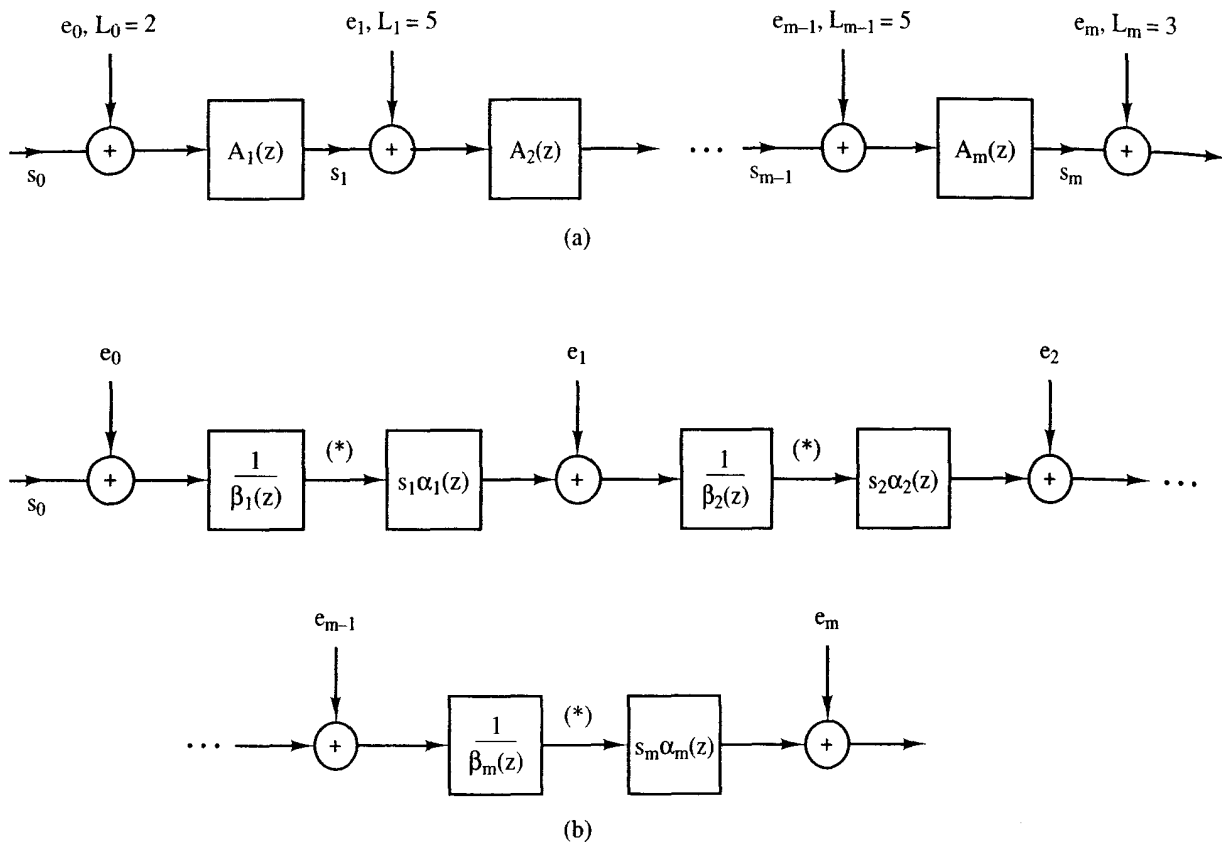 e₀, L₀ = 2    e₁, L₁ = 5    eₘ₋₁, Lₘ₋₁ = 5    eₘ, Lₘ = 3
+    A₁(z)    +    A₂(z)    · · ·    +    Aₘ(z)    +
s₀    s₁    sₘ₋₁    sₘ
(a)
e₀    e₁    e₂
(*)    (*)
+    1/β₁(z)    s₁α₁(z)    +    1/β₂(z)    s₂α₂(z)    +    · · ·
s₀
eₘ₋₁    eₘ
(*)
· · ·    +    1/βₘ(z)    sₘαₘ(z)    +
(b)